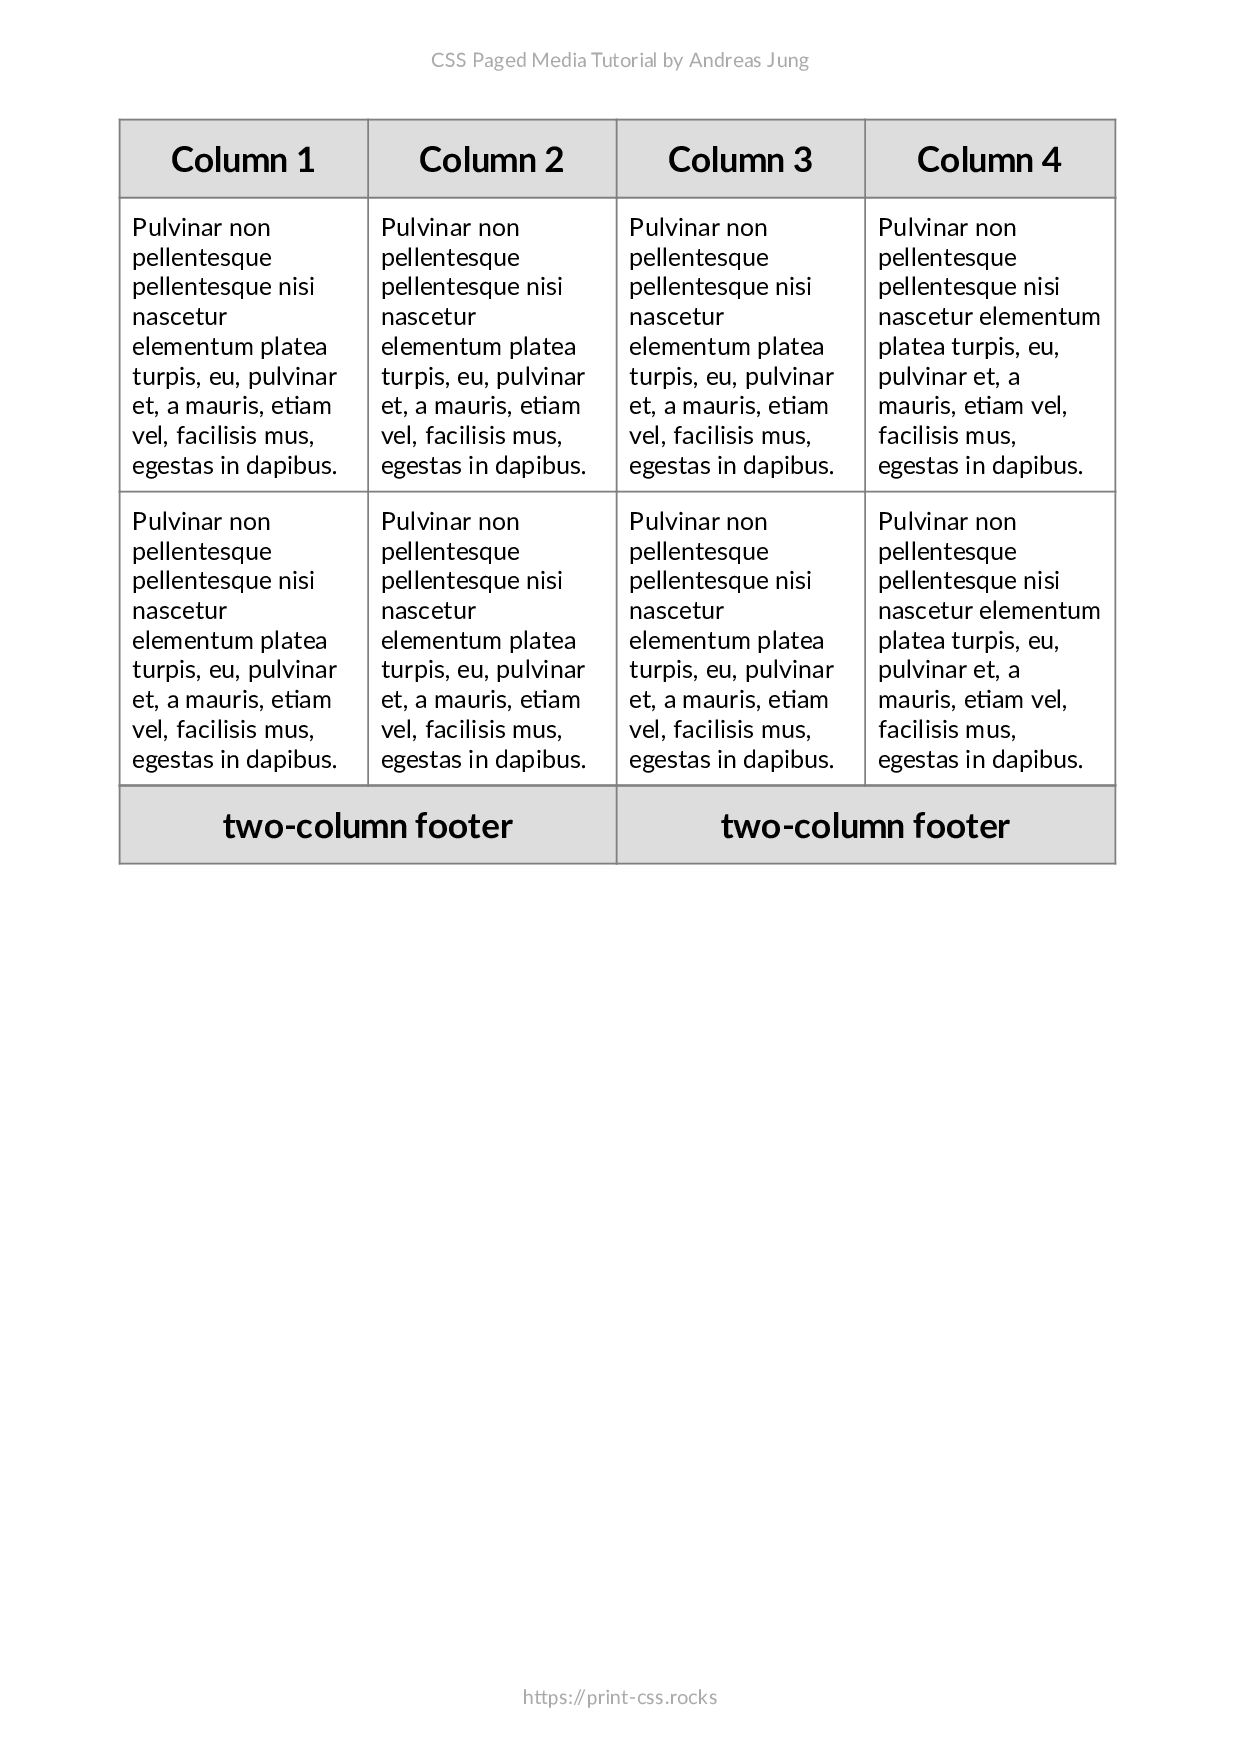 CSS Paged Media Tutorial by Andreas Jung
Column 1 Column 2 Column 3 Column 4
Pulvinar non
pellentesque
pellentesque nisi
nascetur
elementum platea
turpis, eu, pulvinar
et, a mauris, etiam
vel, facilisis mus,
egestas in dapibus.
Pulvinar non
pellentesque
pellentesque nisi
nascetur
elementum platea
turpis, eu, pulvinar
et, a mauris, etiam
vel, facilisis mus,
egestas in dapibus.
Pulvinar non
pellentesque
pellentesque nisi
nascetur
elementum platea
turpis, eu, pulvinar
et, a mauris, etiam
vel, facilisis mus,
egestas in dapibus.
Pulvinar non
pellentesque
pellentesque nisi
nascetur elementum
platea turpis, eu,
pulvinar et, a
mauris, etiam vel,
facilisis mus,
egestas in dapibus.
Pulvinar non
pellentesque
pellentesque nisi
nascetur
elementum platea
turpis, eu, pulvinar
et, a mauris, etiam
vel, facilisis mus,
egestas in dapibus.
Pulvinar non
pellentesque
pellentesque nisi
nascetur
elementum platea
turpis, eu, pulvinar
et, a mauris, etiam
vel, facilisis mus,
egestas in dapibus.
Pulvinar non
pellentesque
pellentesque nisi
nascetur
elementum platea
turpis, eu, pulvinar
et, a mauris, etiam
vel, facilisis mus,
egestas in dapibus.
Pulvinar non
pellentesque
pellentesque nisi
nascetur elementum
platea turpis, eu,
pulvinar et, a
mauris, etiam vel,
facilisis mus,
egestas in dapibus.
two-column footer two-column footer
https://print-css.rocks